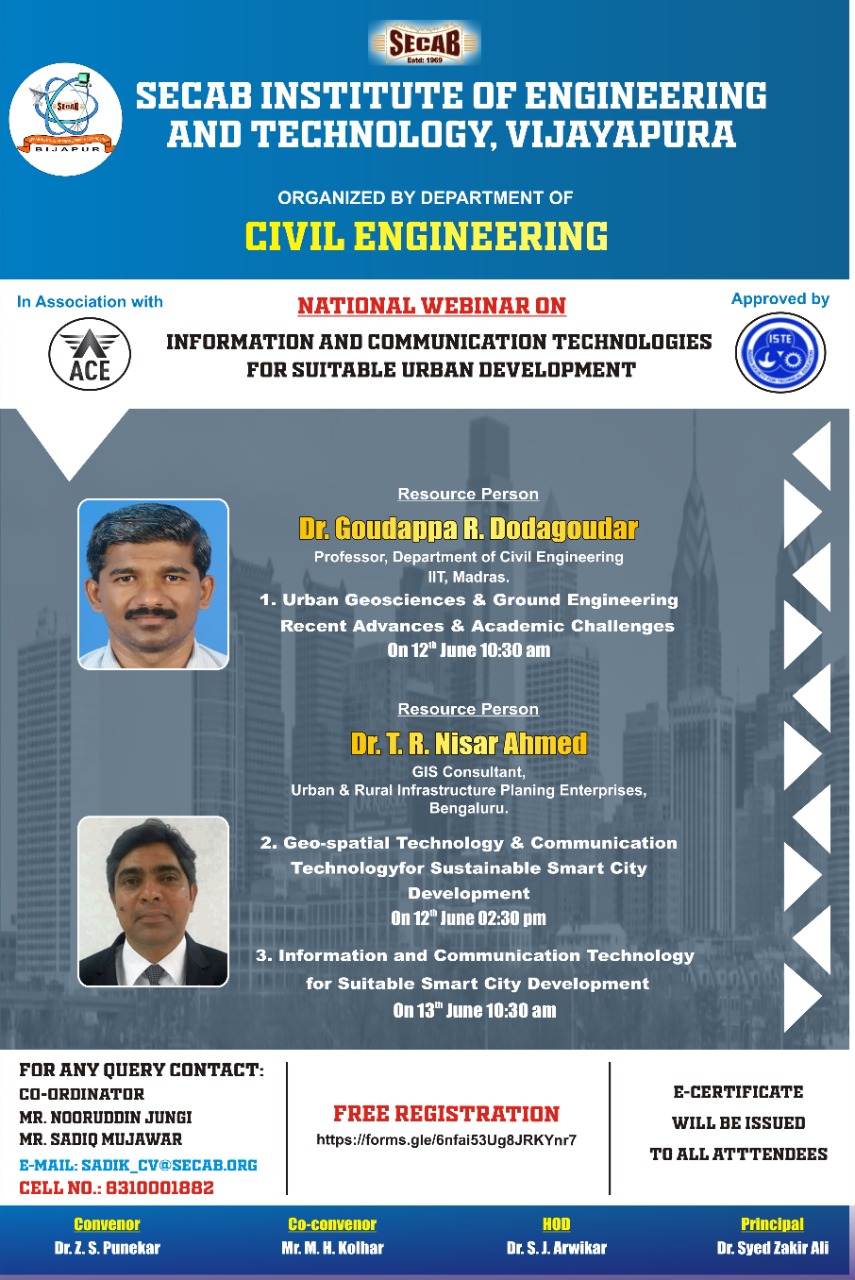 SECAB
Estd: 1969
SECAB
BIJAPUR
SECAB INSTITUTE OF ENGINEERING
AND TECHNOLOGY, VIJAYAPURA
ORGANIZED BY DEPARTMENT OF
CIVIL ENGINEERING
In Association with
ACE
NATIONAL WEBINAR ON
INFORMATION AND COMMUNICATION TECHNOLOGIES
FOR SUITABLE URBAN DEVELOPMENT
Approved by
ISTE
Resource Person
Dr. Goudappa R. Dodagoudar
Professor, Department of Civil Engineering
IIT, Madras.
1. Urban Geosciences & Ground Engineering
Recent Advances & Academic Challenges
On 12th June 10:30 am
Resource Person
Dr. T. R. Nisar Ahmed
GIS Consultant,
Urban & Rural Infrastructure Planing Enterprises,
Bengaluru.
2. Geo-spatial Technology & Communication
Technologyfor Sustainable Smart City
Development
On 12th June 02:30 pm
3. Information and Communication Technology
for Suitable Smart City Development
On 13th June 10:30 am
FOR ANY QUERY CONTACT:
CO-ORDINATOR
MR. NOORUDDIN JUNGI
MR. SADIQ MUJAWAR
E-MAIL: SADIK_CV@SECAB.ORG
CELL NO.: 8310001882
FREE REGISTRATION
https://forms.gle/6nfai53Ug8JRKYnr7
E-CERTIFICATE
WILL BE ISSUED
TO ALL ATTTENDEES
Convenor
Dr. Z. S. Punekar
Co-convenor
Mr. M. H. Kolhar
HOD
Dr. S. J. Arwikar
Principal
Dr. Syed Zakir Ali